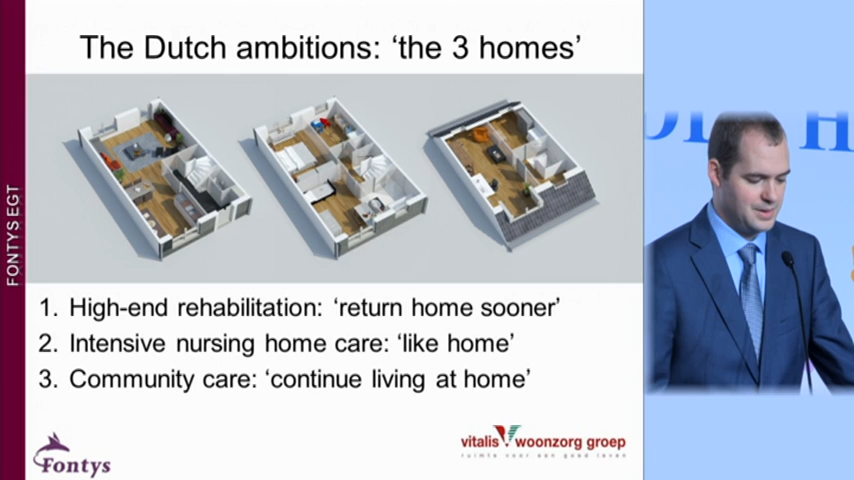 The Dutch ambitions: ‘the 3 homes’
FONTYS EGT
1. High-end rehabilitation: ‘return home sooner’
2. Intensive nursing home care: ‘like home’
3. Community care: ‘continue living at home’
Fontys
vitalis woonzorg groep
ruimte voor een goed leven